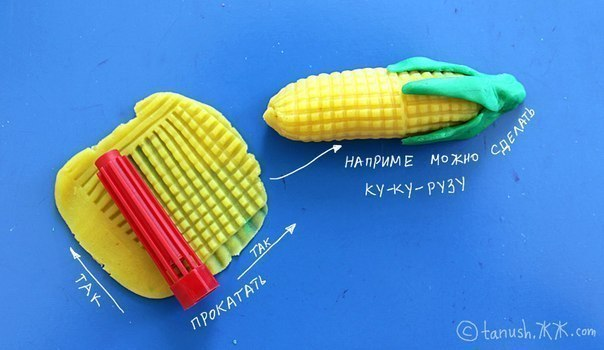 НАПРИМЕ МОЖНО СДЕЛАТЬ
КУ-КУ-РУЗУ
ТАК
ТАК
ПРОКАТАТЬ
©tanush.ЖЖ.com